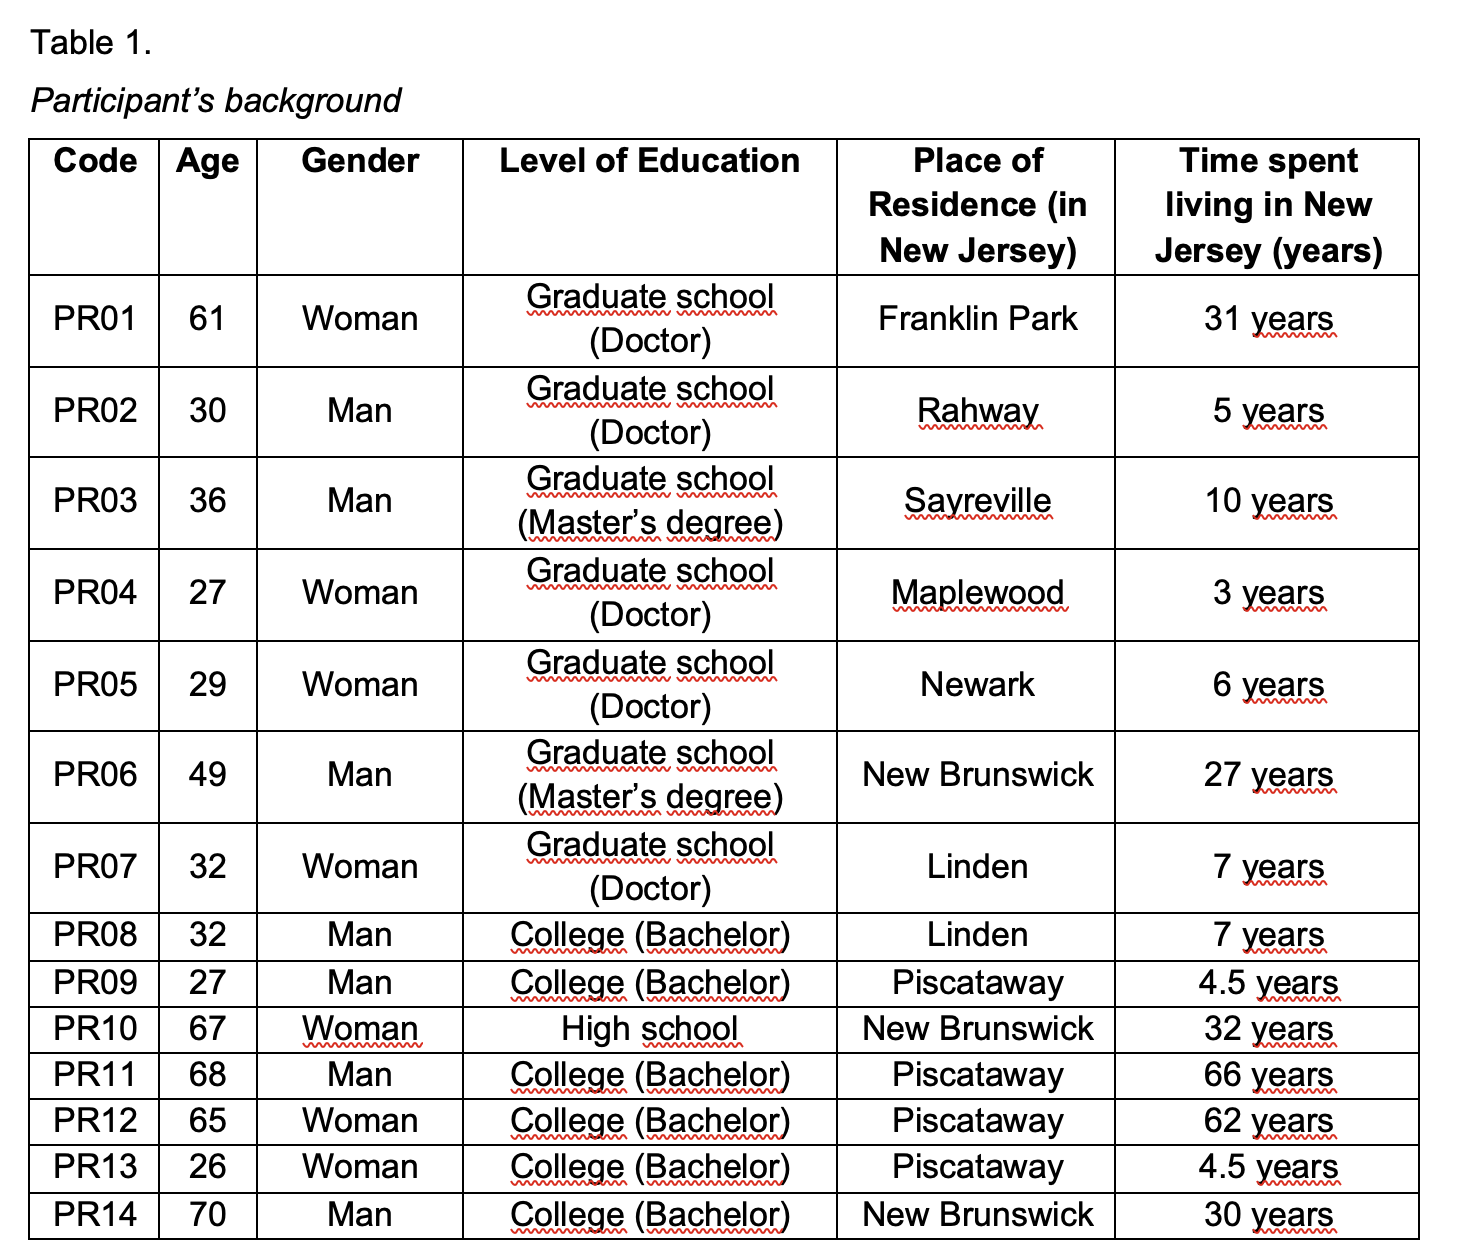 Table 1.
Participant’s background
Code Age Gender Level of Education Place of Residence (in New Jersey) Time spent living in New Jersey (years)
PR01 61 Woman Graduate school (Doctor) Franklin Park 31 years
PR02 30 Man Graduate school (Doctor) Rahway 5 years
PR03 36 Man Graduate school (Master’s degree) Sayreville 10 years
PR04 27 Woman Graduate school (Doctor) Maplewood 3 years
PR05 29 Woman Graduate school (Doctor) Newark 6 years
PR06 49 Man Graduate school (Master’s degree) New Brunswick 27 years
PR07 32 Woman Graduate school (Doctor) Linden 7 years
PR08 32 Man College (Bachelor) Linden 7 years
PR09 27 Man College (Bachelor) Piscataway 4.5 years
PR10 67 Woman High school New Brunswick 32 years
PR11 68 Man College (Bachelor) Piscataway 66 years
PR12 65 Woman College (Bachelor) Piscataway 62 years
PR13 26 Woman College (Bachelor) Piscataway 4.5 years
PR14 70 Man College (Bachelor) New Brunswick 30 years